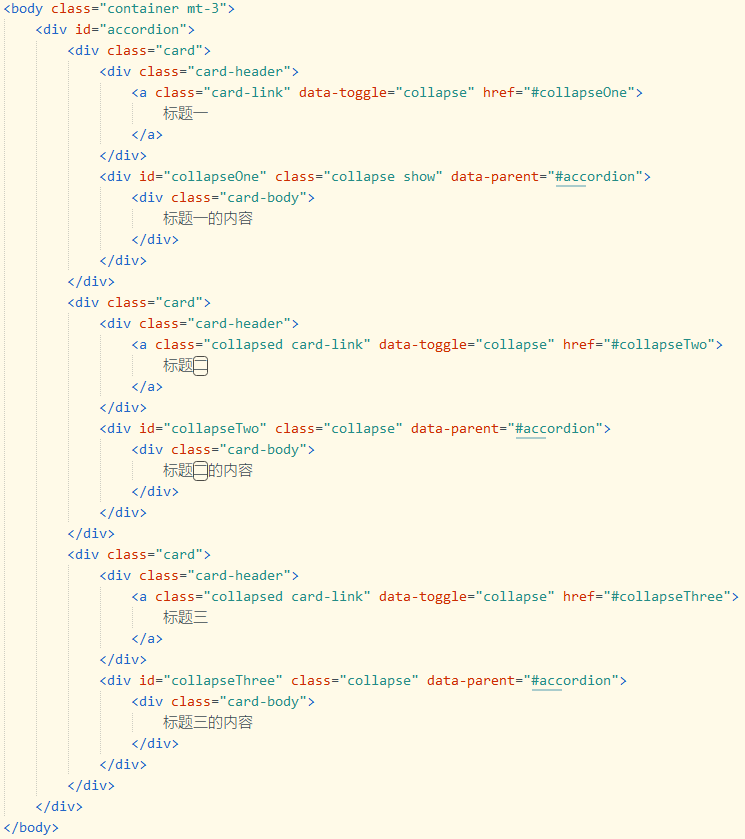 <body class="container mt-3">
<div id="accordion">
<div class="card">
<div class="card-header">
<a class="card-link" data-toggle="collapse" href="#collapseOne">
标题一
</a>
</div>
<div id="collapseOne" class="collapse show" data-parent="#accordion">
<div class="card-body">
标题一的内容
</div>
</div>
</div>
<div class="card">
<div class="card-header">
<a class="collapsed card-link" data-toggle="collapse" href="#collapseTwo">
标题二
</a>
</div>
<div id="collapseTwo" class="collapse" data-parent="#accordion">
<div class="card-body">
标题二的内容
</div>
</div>
</div>
<div class="card">
<div class="card-header">
<a class="collapsed card-link" data-toggle="collapse" href="#collapseThree">
标题三
</a>
</div>
<div id="collapseThree" class="collapse" data-parent="#accordion">
<div class="card-body">
标题三的内容
</div>
</div>
</div>
</div>
</body>